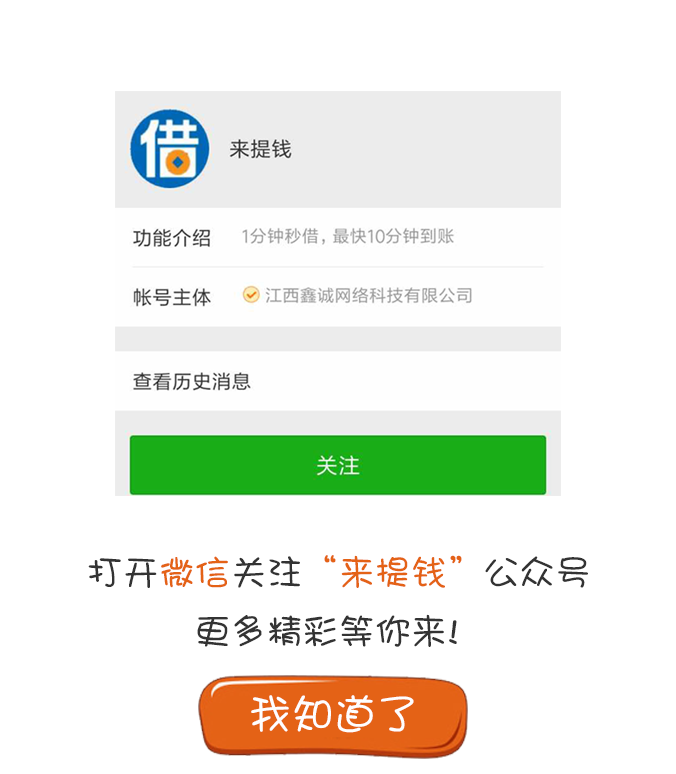 借
来提钱
功能介绍 1分钟秒借，最快10分钟到账
帐号主体 江西鑫诚网络科技有限公司
查看历史消息
关注
打开微信关注“来提钱”公众号
更多精彩等你来！
我知道了